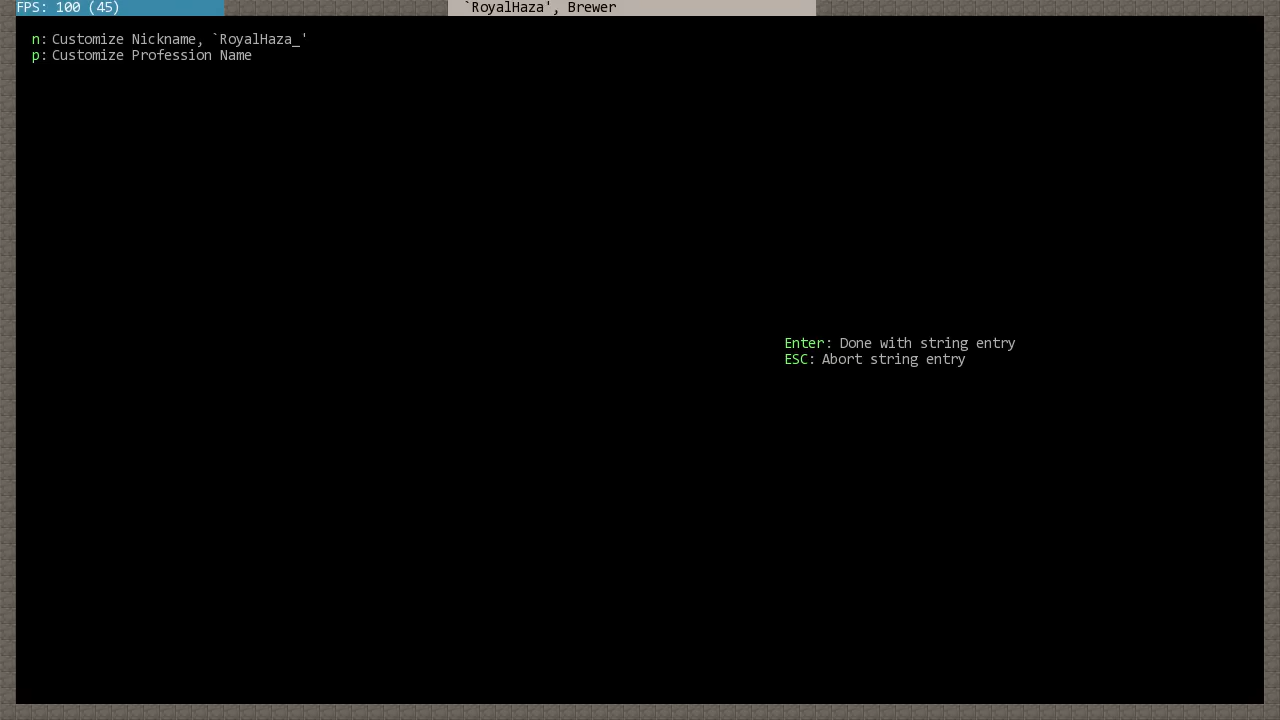 FPS: 100 (45)
`RoyalHaza', Brewer
n: Customize Nickname, `RoyalHaza_'
p: Customize Profession Name
Enter: Done with string entry
ESC: Abort string entry